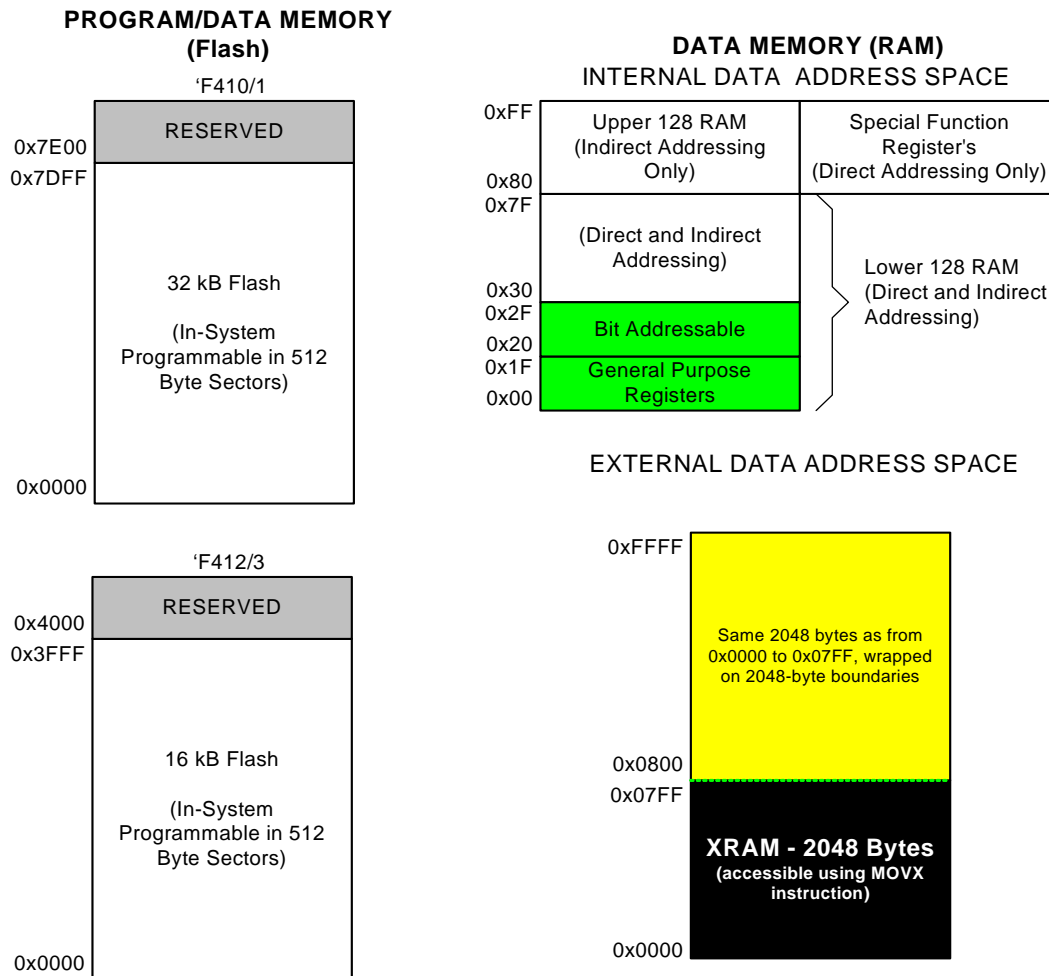 PROGRAM/DATA MEMORY
(Flash)
‘F410/1
RESERVED
0x7E00
0x7DFF
32 kB Flash
(In-System
Programmable in 512
Byte Sectors)
0x0000
‘F412/3
RESERVED
0x4000
0x3FFF
16 kB Flash
(In-System
Programmable in 512
Byte Sectors)
0x0000
DATA MEMORY (RAM)
INTERNAL DATA ADDRESS SPACE
0xFF
Upper 128 RAM
(Indirect Addressing
Only)
0x80
Special Function
Register's
(Direct Addressing Only)
0x7F
(Direct and Indirect
Addressing)
0x30
Lower 128 RAM
(Direct and Indirect
Addressing)
0x2F
Bit Addressable
0x20
0x1F
General Purpose
Registers
0x00
EXTERNAL DATA ADDRESS SPACE
0xFFFF
Same 2048 bytes as from
0x0000 to 0x07FF, wrapped
on 2048-byte boundaries
0x0800
0x07FF
XRAM - 2048 Bytes
(accessible using MOVX
instruction)
0x0000